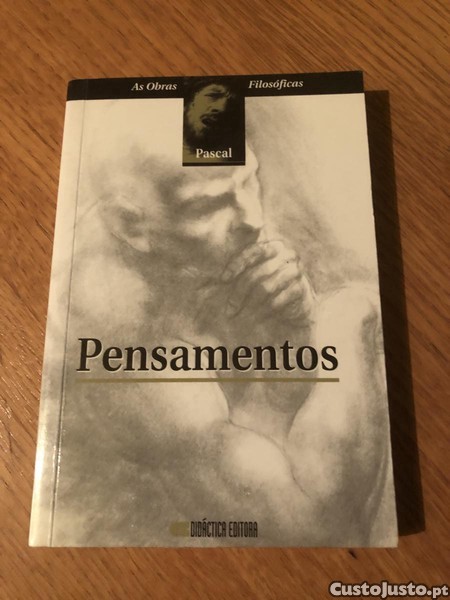 As Obras Filosóficas
Pascal
Pensamentos
DIDÁCTICA EDITORA
CustoJusto.pt